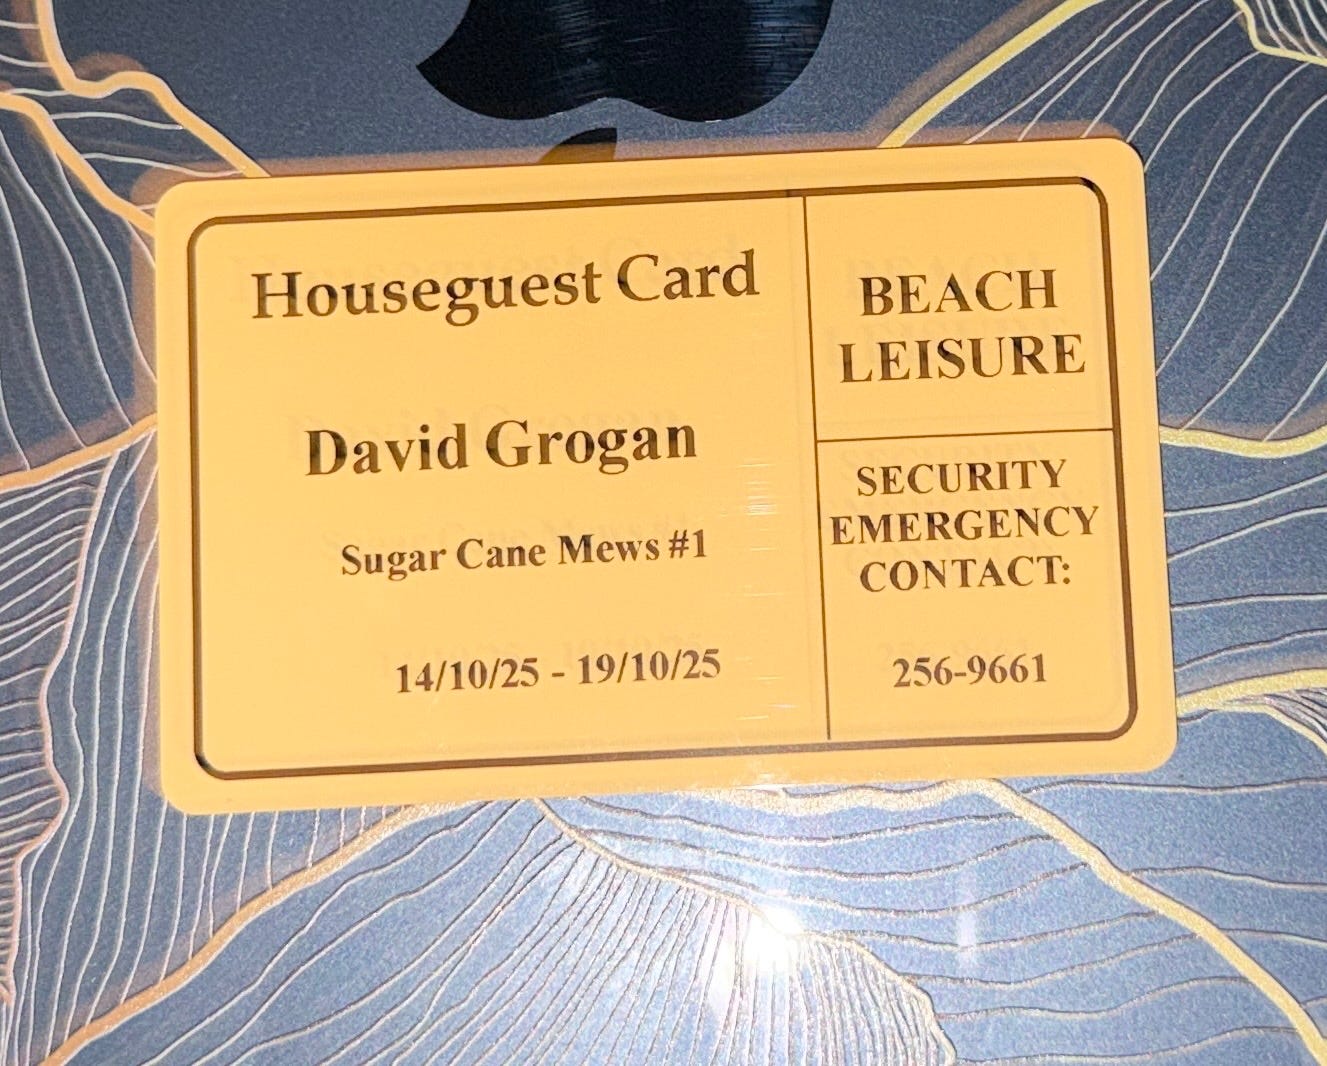 Houseguest Card
David Grogan
Sugar Cane Mews #1
14/10/25 - 19/10/25
BEACH
LEISURE
SECURITY
EMERGENCY
CONTACT:
256-9661